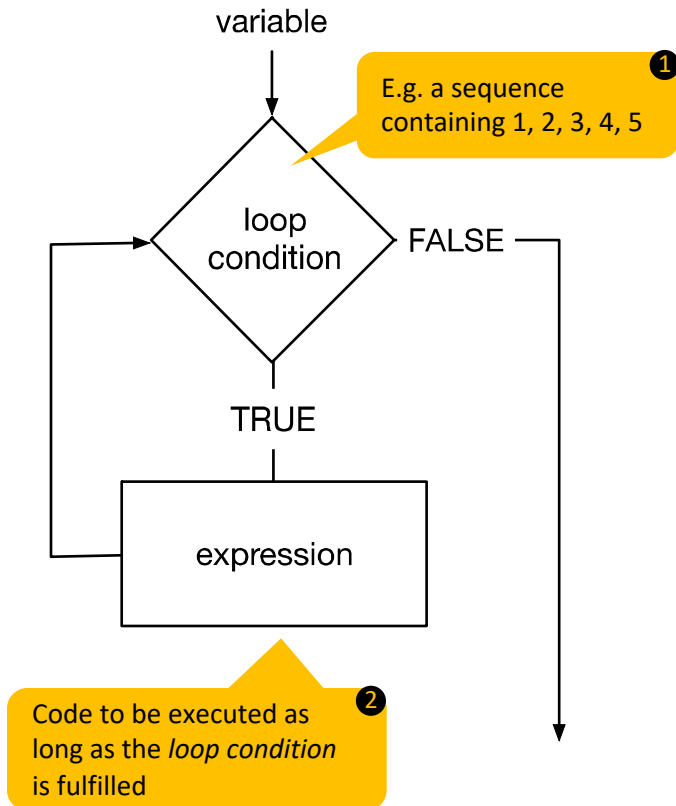 variable
1
E.g. a sequence
containing 1, 2, 3, 4, 5
loop
condition
FALSE
TRUE
expression
2
Code to be executed as
long as the loop condition
is fulfilled